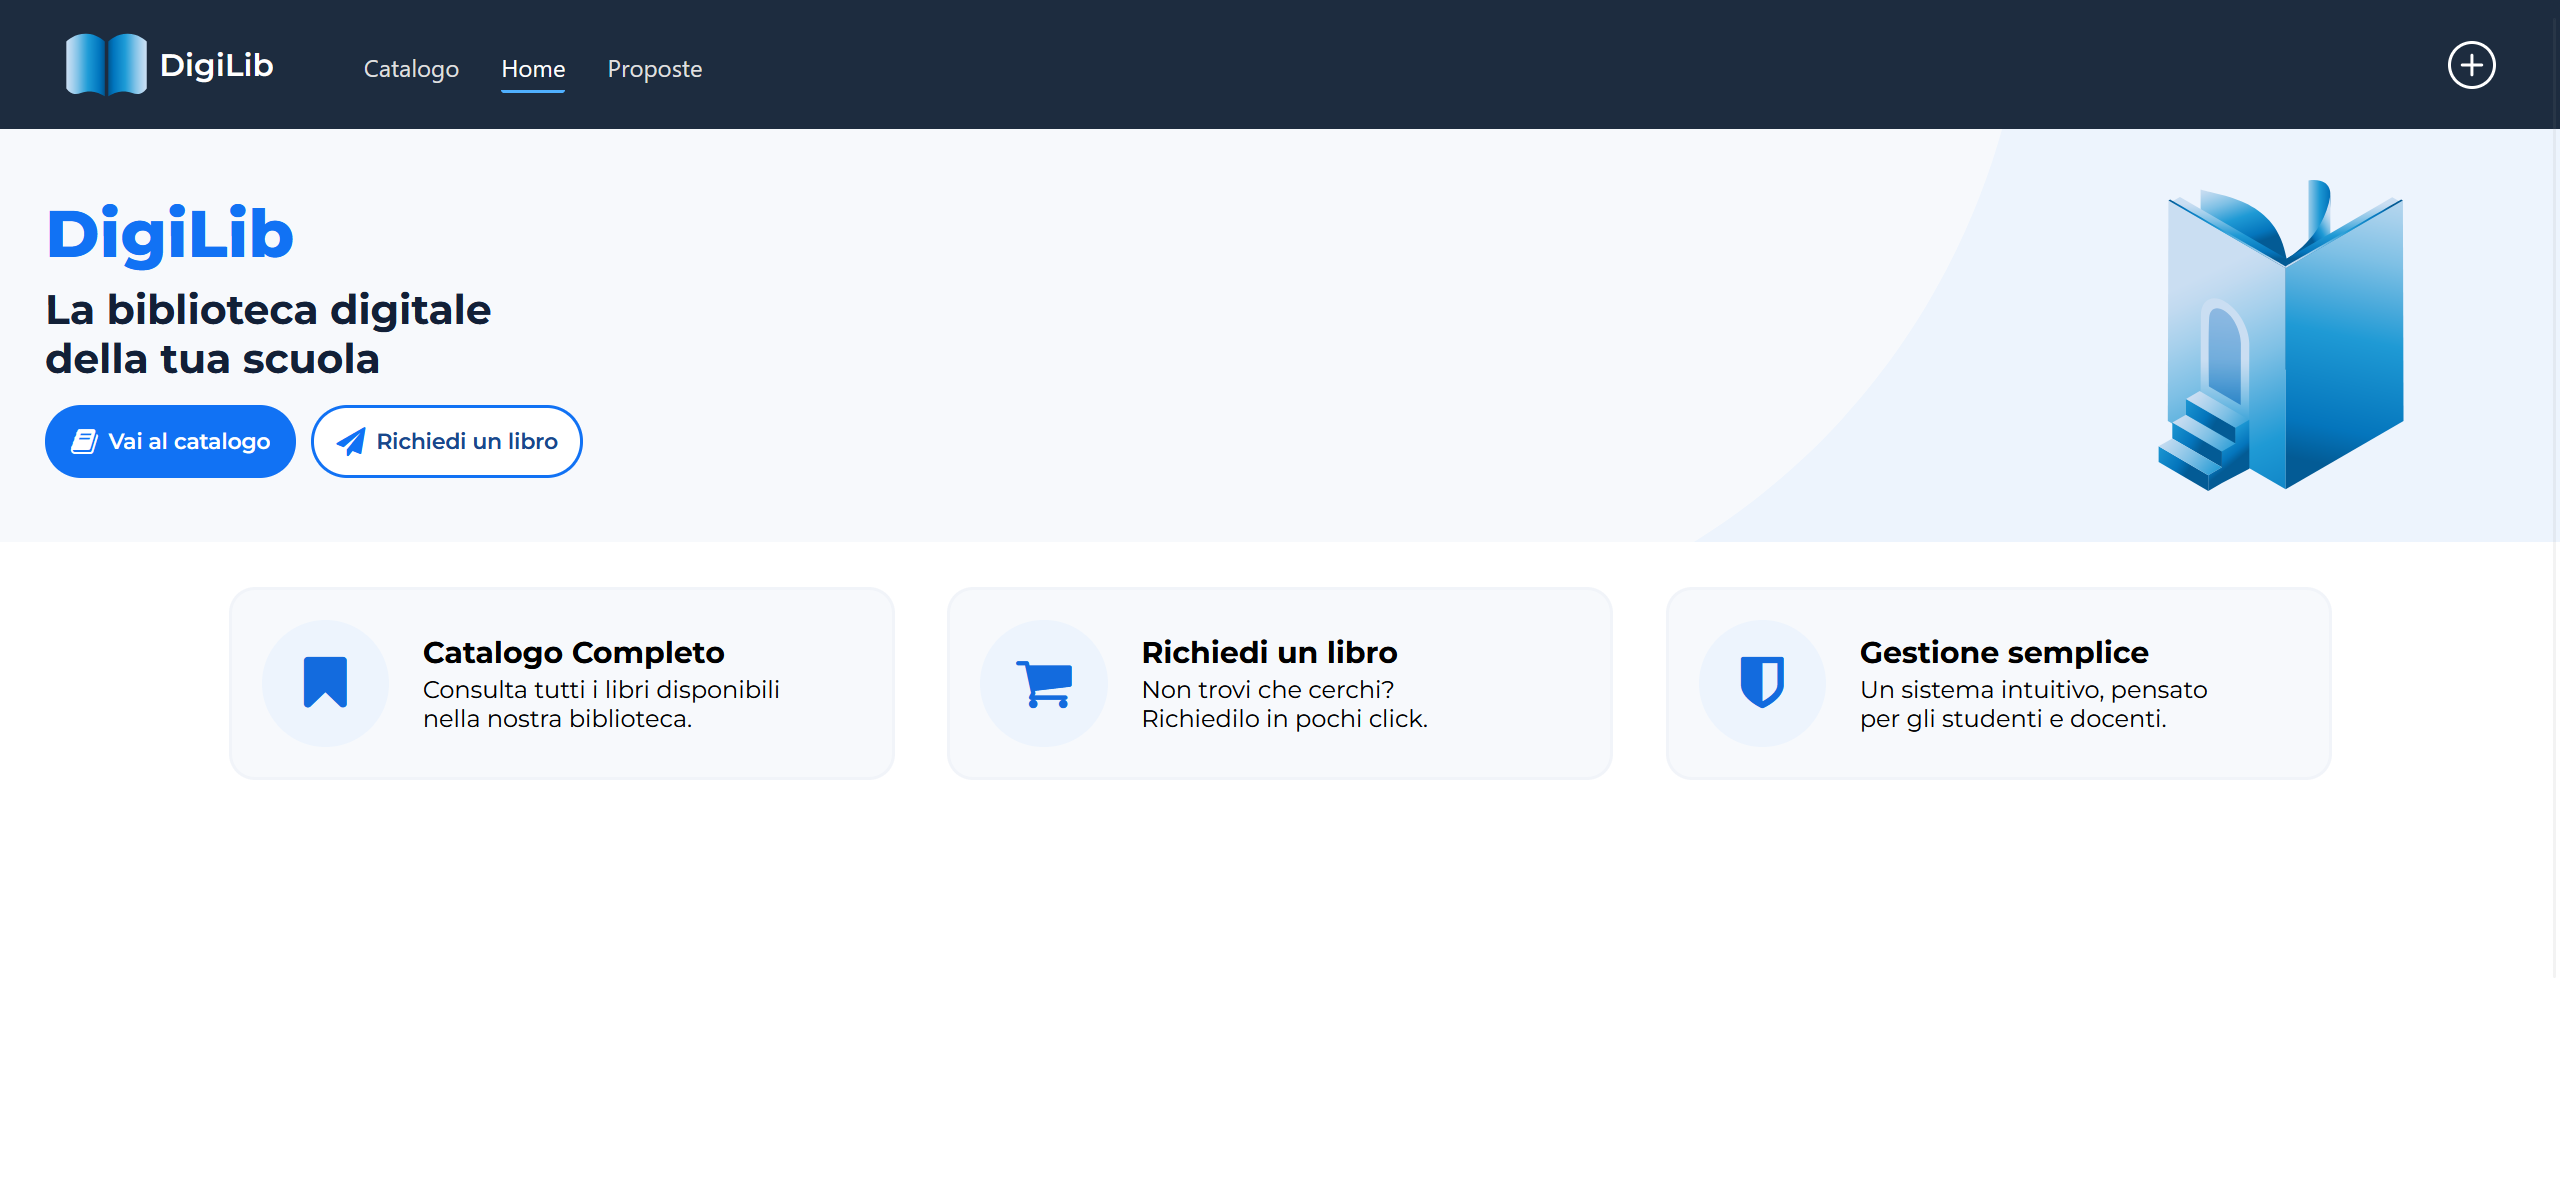 DigiLib
Catalogo
Home
Proposte
DigiLib
La biblioteca digitale
della tua scuola
Vai al catalogo
Richiedi un libro
Catalogo Completo
Consulta tutti i libri disponibili
nella nostra biblioteca.
Richiedi un libro
Non trovi che cerchi?
Richiedilo in pochi click.
Gestione semplice
Un sistema intuitivo, pensato
per gli studenti e docenti.